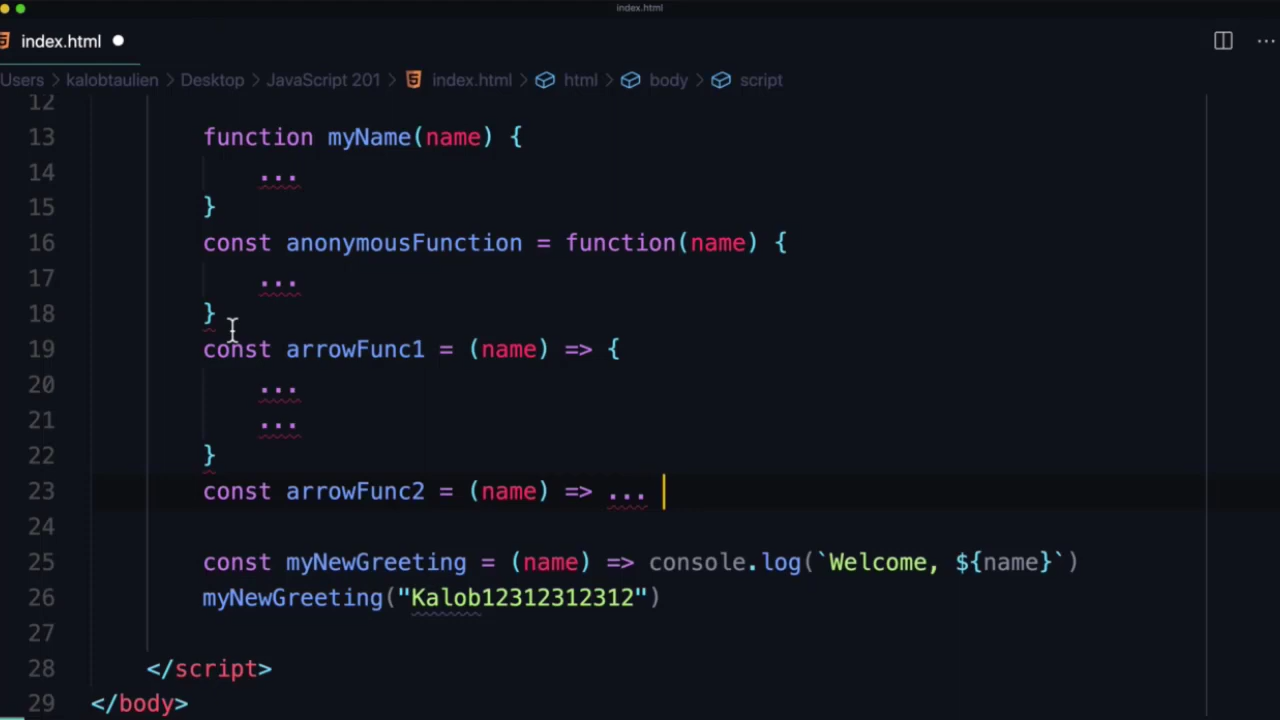 index.html
index.html
Users > kalobtaulien > Desktop > JavaScript 201 > index.html > html > body > script
12
13 function myName(name) {
14 ...
15 }
16 const anonymousFunction = function(name) {
17 ...
18 }
19 const arrowFunc1 = (name) => {
20 ...
21 ...
22 }
23 const arrowFunc2 = (name) => ...
24
25 const myNewGreeting = (name) => console.log(`Welcome, ${name}`)
26 myNewGreeting("Kalob12312312312")
27
28 </script>
29 </body>